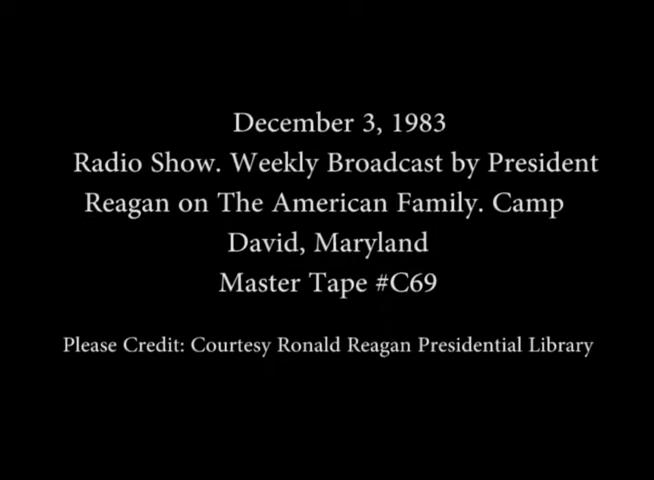 December 3, 1983
Radio Show. Weekly Broadcast by President
Reagan on The American Family. Camp
David, Maryland
Master Tape #C69
Please Credit: Courtesy Ronald Reagan Presidential Library